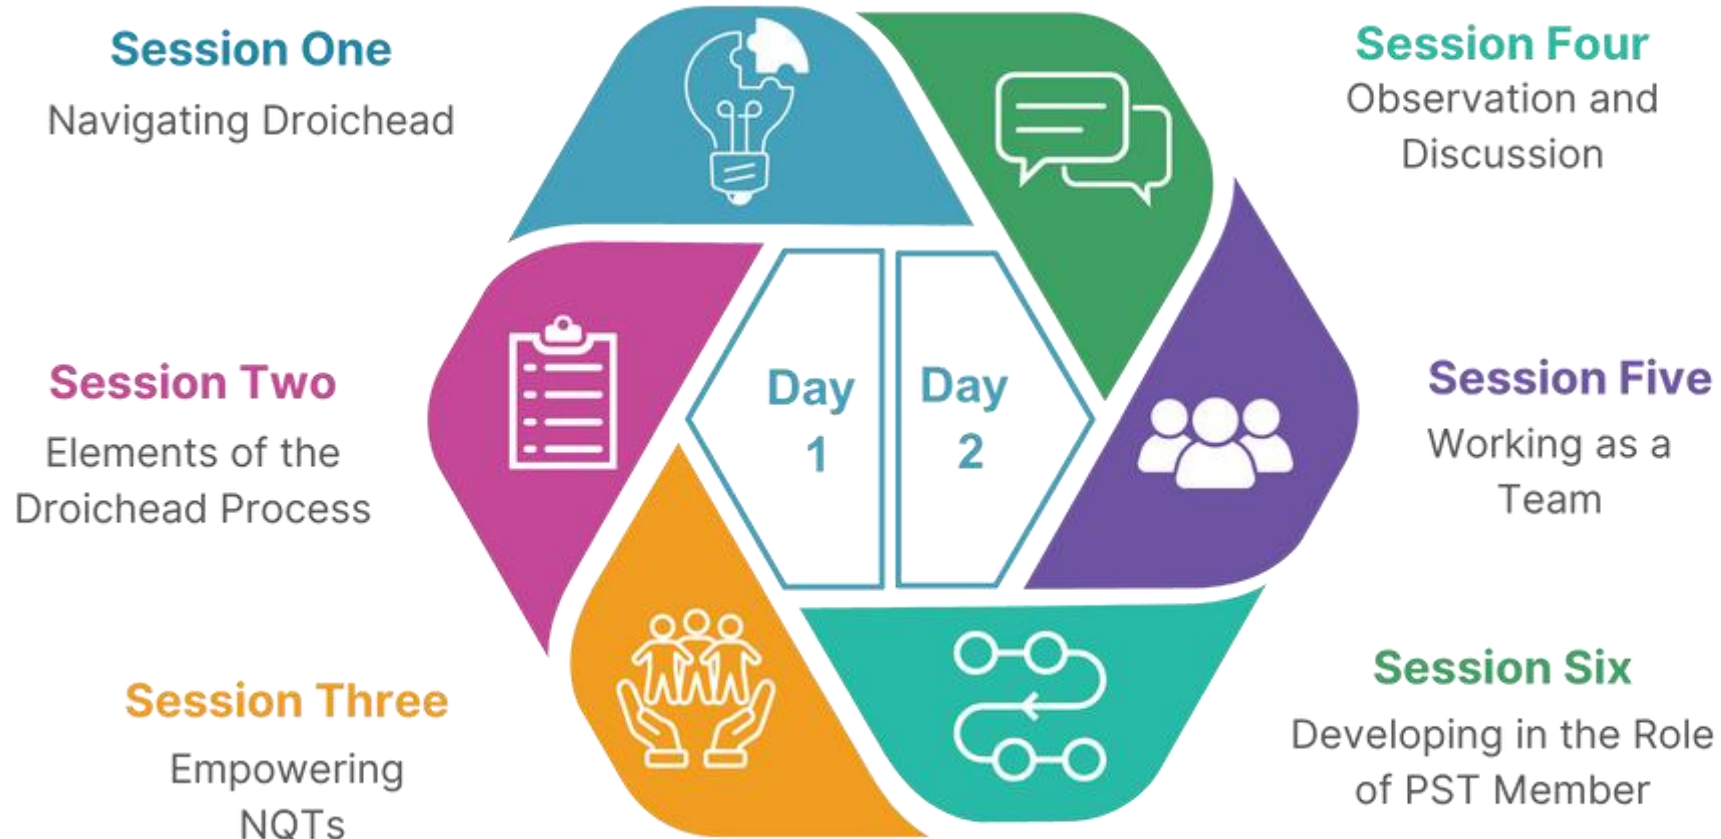 Session One
Navigating Droichead
Session Two
Elements of the
Droichead Process
Session Three
Empowering
NQTs
Day
1
Day
2
Session Four
Observation and
Discussion
Session Five
Working as a
Team
Session Six
Developing in the Role
of PST Member